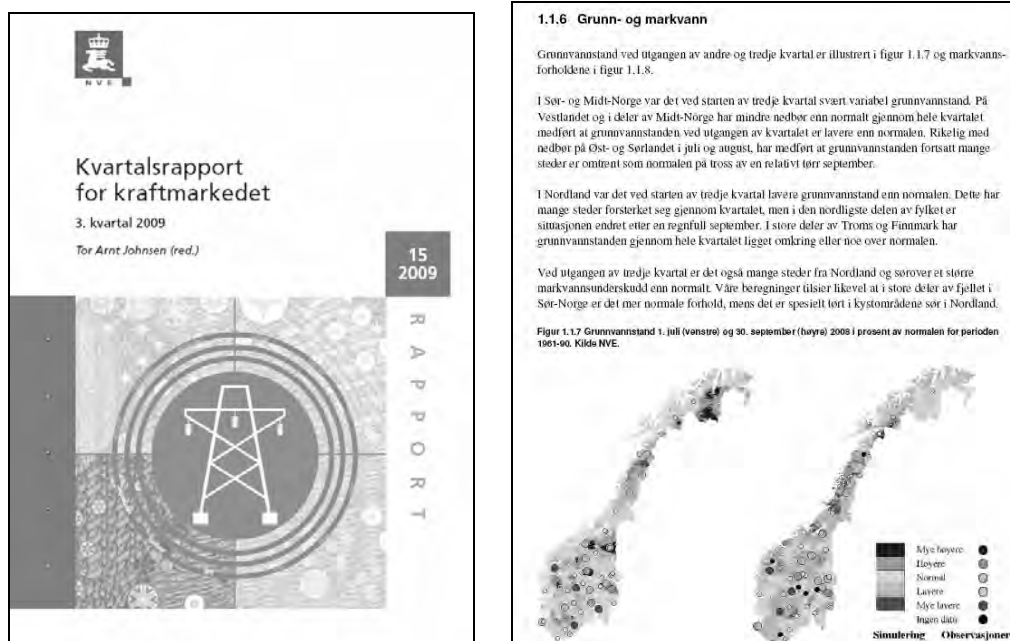 NVE
Kvartalsrapport
for kraftmarkedet
3. kvartal 2009
Tor Arnt Johnsen (red.)
15
2009
RAPPORT
1.1.6 Grunn- og markvann
Grunnvannstand ved utgangen av andre og tredje kvartal er illustrert i figur 1.1.7 og markvanns-
forholdene i figur 1.1.8.
I Sør- og Midt-Norge var det ved starten av tredje kvartal svært variabel grunnvannstand. På
Vestlandet og i deler av Midt-Norge har mindre nedbør enn normalt gjennom hele kvartalet
medført at grunnvannstanden ved utgangen av kvartalet er lavere enn normalen. Rikelig med
nedbør på Øst- og Sørlandet i juli og august, har medført at grunnvannstanden fortsatt mange
steder er omtrent som normalen på tross av en relativt tørr september.
I Nordland var det ved starten av tredje kvartal lavere grunnvannstand enn normalen. Dette har
mange steder forsterket seg gjennom kvartalet, men i den nordligste delen av fylket er
situasjonen endret etter en regnfull september. I store deler av Troms og Finnmark har
grunnvannstanden gjennom hele kvartalet ligget omkring eller noe over normalen.
Ved utgangen av tredje kvartal er det også mange steder fra Nordland og sørover et større
markvannsunderskudd enn normalt. Våre beregninger tilsier likevel at i store deler av fjellet i
Sør-Norge er det mer normale forhold, mens det er spesielt tørt i kystområdene sør i Nordland.
Figur 1.1.7 Grunnvannstand 1. juli (venstre) og 30. september (høyre) 2008 i prosent av normalen for perioden
1961-90. Kilde NVE.
Mye høyere
Høyere
Normal
Lavere
Mye lavere
Ingen data
Simulering Observasjoner